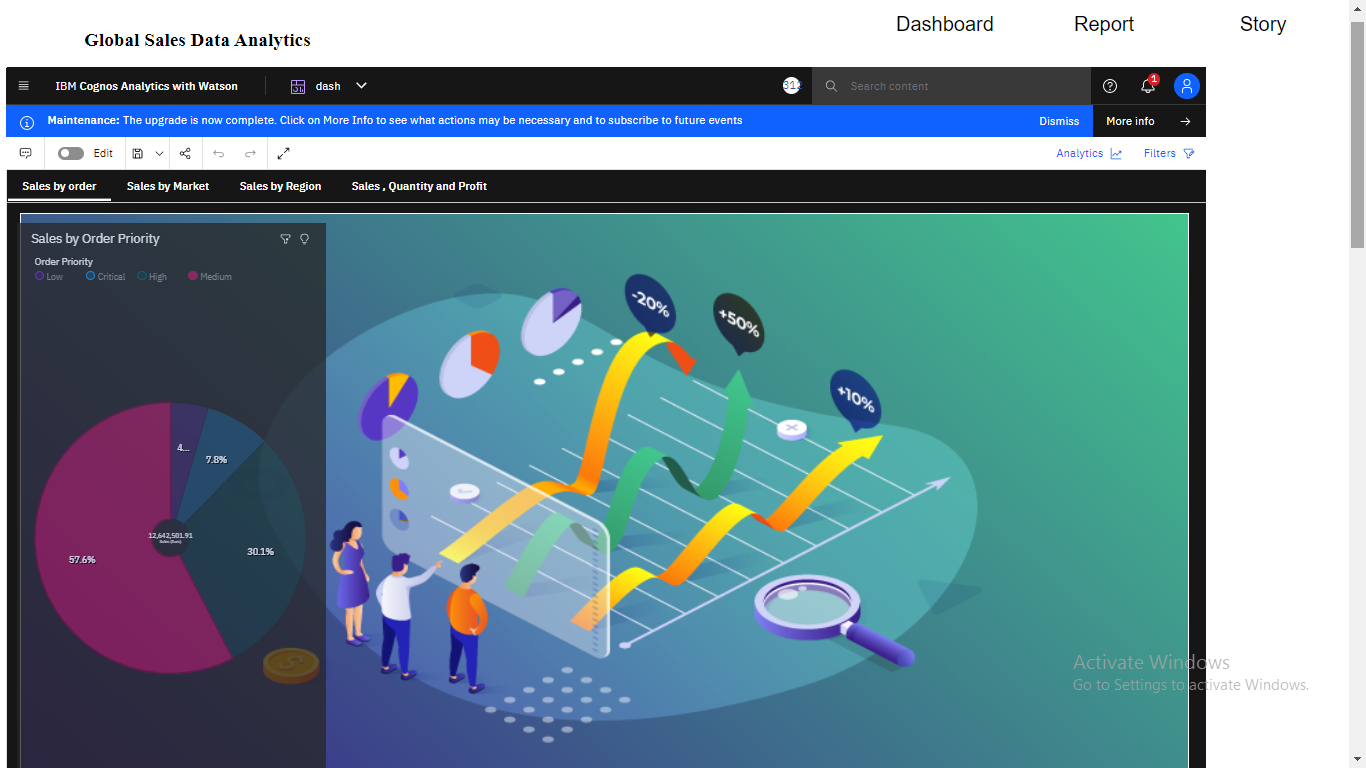 Dashboard Report Story
Global Sales Data Analytics
IBM Cognos Analytics with Watson dash Search content 1
Maintenance: The upgrade is now complete. Click on More Info to see what actions may be necessary and to subscribe to future events Dismiss More info
Edit Analytics Filters
Sales by order Sales by Market Sales by Region Sales , Quantity and Profit
Sales by Order Priority
Order Priority
Low Critical High Medium
-20%
+50%
+10%
4...
7.8%
12,642,501.91
Sales (Sum)
30.1%
57.6%
Activate Windows
Go to Settings to activate Windows.